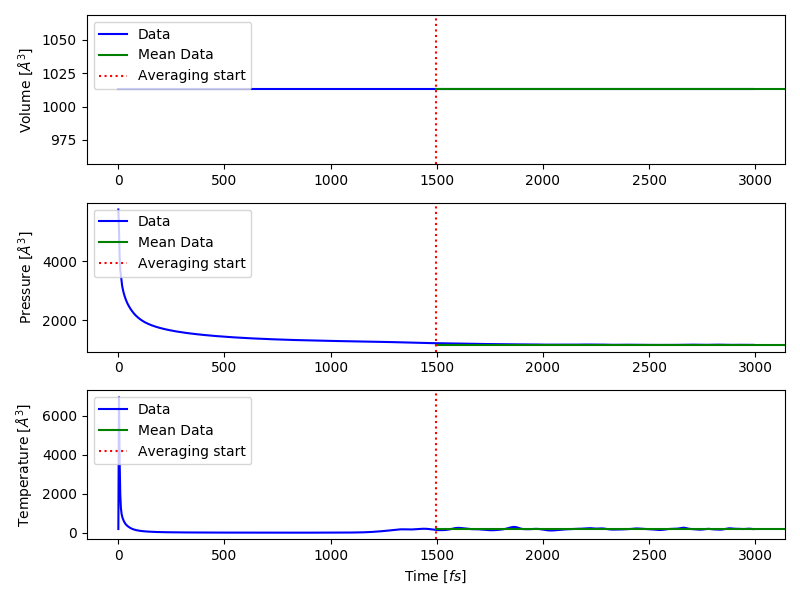 Volume [Å³]
1050
1025
1000
975
Data
Mean Data
Averaging start
0 500 1000 1500 2000 2500 3000
Pressure [Å³]
4000
2000
Data
Mean Data
Averaging start
0 500 1000 1500 2000 2500 3000
Temperature [Å³]
6000
4000
2000
0
Data
Mean Data
Averaging start
0 500 1000 1500 2000 2500 3000
Time [fs]